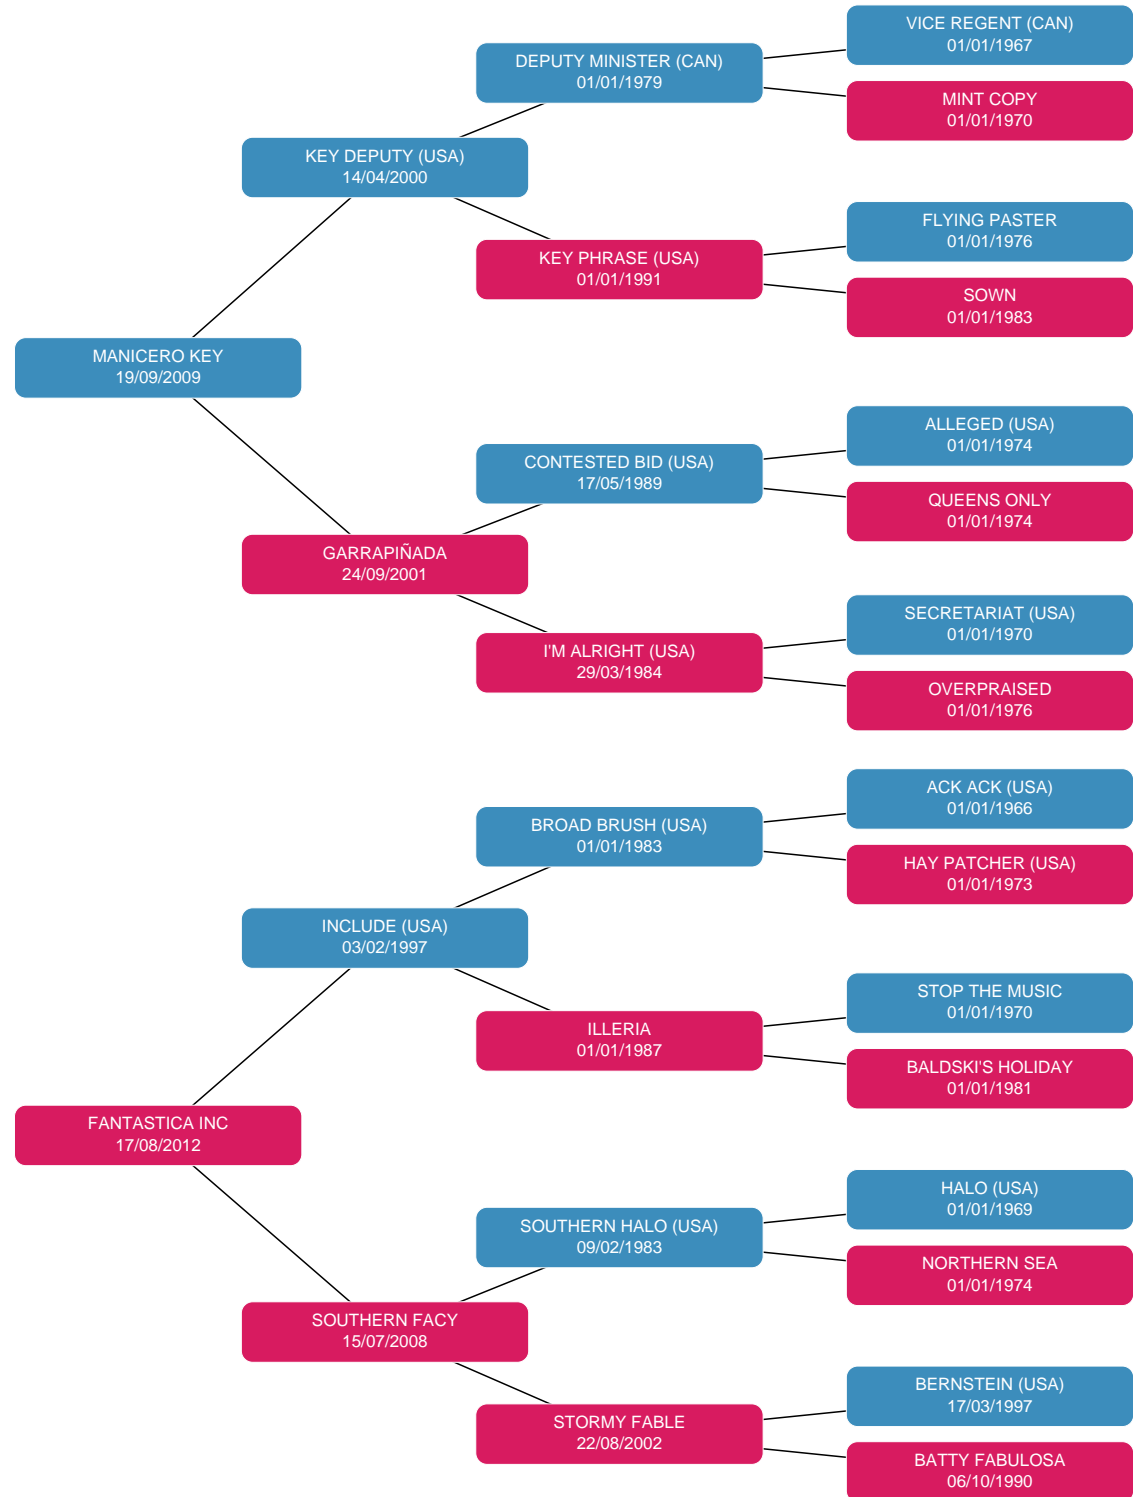 VICE REGENT (CAN)
01/01/1967
DEPUTY MINISTER (CAN)
01/01/1979
MINT COPY
01/01/1970
KEY DEPUTY (USA)
14/04/2000
FLYING PASTER
01/01/1976
KEY PHRASE (USA)
01/01/1991
SOWN
01/01/1983
MANICERO KEY
19/09/2009
ALLEGED (USA)
01/01/1974
CONTESTED BID (USA)
17/05/1989
QUEENS ONLY
01/01/1974
GARRAPIÑADA
24/09/2001
SECRETARIAT (USA)
01/01/1970
I'M ALRIGHT (USA)
29/03/1984
OVERPRAISED
01/01/1976
ACK ACK (USA)
01/01/1966
BROAD BRUSH (USA)
01/01/1983
HAY PATCHER (USA)
01/01/1973
INCLUDE (USA)
03/02/1997
STOP THE MUSIC
01/01/1970
ILLERIA
01/01/1987
BALDSKI'S HOLIDAY
01/01/1981
FANTASTICA INC
17/08/2012
HALO (USA)
01/01/1969
SOUTHERN HALO (USA)
09/02/1983
NORTHERN SEA
01/01/1974
SOUTHERN FACY
15/07/2008
BERNSTEIN (USA)
17/03/1997
STORMY FABLE
22/08/2002
BATTY FABULOSA
06/10/1990